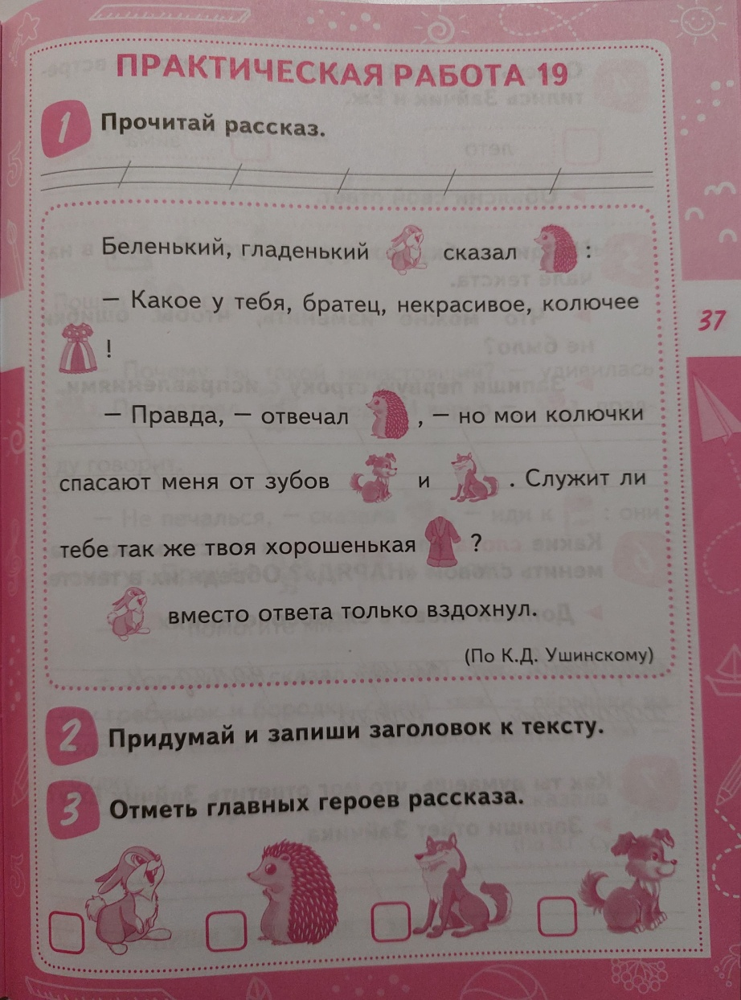 ПРАКТИЧЕСКАЯ РАБОТА 19
1 Прочитай рассказ.
Беленький, гладенький сказал :
— Какое у тебя, братец, некрасивое, колючее
!
37
— Правда, — отвечал , — но мои колючки
спасают меня от зубов и . Служит ли
тебе так же твоя хорошенькая ?
вместо ответа только вздохнул.
(По К.Д. Ушинскому)
2 Придумай и запиши заголовок к тексту.
3 Отметь главных героев рассказа.